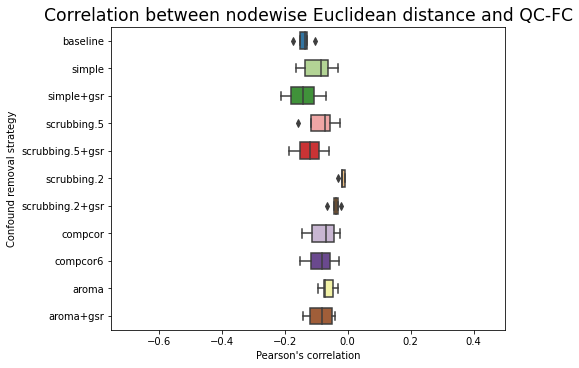 Correlation between nodewise Euclidean distance and QC-FC
baseline
simple
simple+gsr
scrubbing.5
scrubbing.5+gsr
scrubbing.2
scrubbing.2+gsr
compcor
compcor6
aroma
aroma+gsr
Confound removal strategy
−0.6 −0.4 −0.2 0.0 0.2 0.4
Pearson's correlation